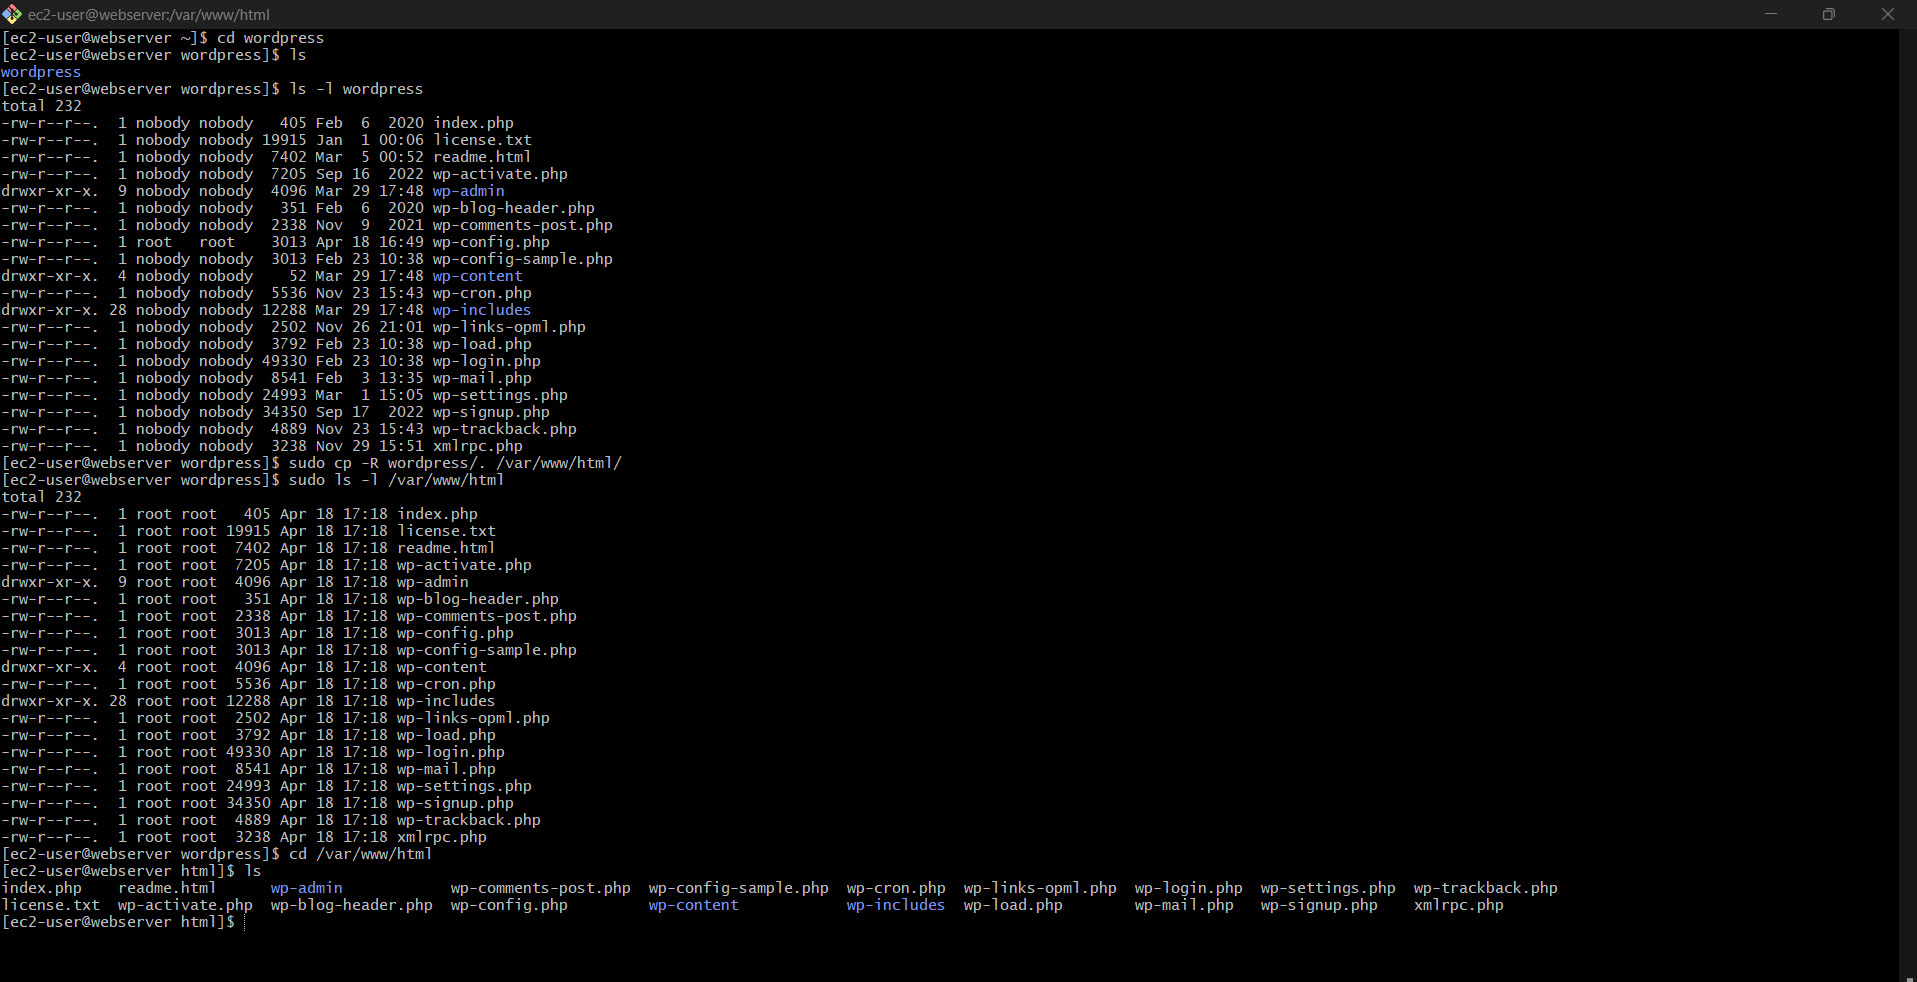 ec2-user@webserver:/var/www/html
[ec2-user@webserver ~]$ cd wordpress
[ec2-user@webserver wordpress]$ ls
wordpress
[ec2-user@webserver wordpress]$ ls -l wordpress
total 232
-rw-r--r--.  1 nobody nobody   405 Feb  6  2020 index.php
-rw-r--r--.  1 nobody nobody 19915 Jan  1 00:06 license.txt
-rw-r--r--.  1 nobody nobody  7402 Mar  5 00:52 readme.html
-rw-r--r--.  1 nobody nobody  7205 Sep 16  2022 wp-activate.php
drwxr-xr-x.  9 nobody nobody  4096 Mar 29 17:48 wp-admin
-rw-r--r--.  1 nobody nobody   351 Feb  6  2020 wp-blog-header.php
-rw-r--r--.  1 nobody nobody  2338 Nov  9  2021 wp-comments-post.php
-rw-r--r--.  1 root   root    3013 Apr 18 16:49 wp-config.php
-rw-r--r--.  1 nobody nobody  3013 Feb 23 10:38 wp-config-sample.php
drwxr-xr-x.  4 nobody nobody    52 Mar 29 17:48 wp-content
-rw-r--r--.  1 nobody nobody  5536 Nov 23 15:43 wp-cron.php
drwxr-xr-x. 28 nobody nobody 12288 Mar 29 17:48 wp-includes
-rw-r--r--.  1 nobody nobody  2502 Nov 26 21:01 wp-links-opml.php
-rw-r--r--.  1 nobody nobody  3792 Feb 23 10:38 wp-load.php
-rw-r--r--.  1 nobody nobody 49330 Feb 23 10:38 wp-login.php
-rw-r--r--.  1 nobody nobody  8541 Feb  3 13:35 wp-mail.php
-rw-r--r--.  1 nobody nobody 24993 Mar  1 15:05 wp-settings.php
-rw-r--r--.  1 nobody nobody 34350 Sep 17  2022 wp-signup.php
-rw-r--r--.  1 nobody nobody  4889 Nov 23 15:43 wp-trackback.php
-rw-r--r--.  1 nobody nobody  3238 Nov 29 15:51 xmlrpc.php
[ec2-user@webserver wordpress]$ sudo cp -R wordpress/. /var/www/html/
[ec2-user@webserver wordpress]$ sudo ls -l /var/www/html
total 232
-rw-r--r--.  1 root root   405 Apr 18 17:18 index.php
-rw-r--r--.  1 root root 19915 Apr 18 17:18 license.txt
-rw-r--r--.  1 root root  7402 Apr 18 17:18 readme.html
-rw-r--r--.  1 root root  7205 Apr 18 17:18 wp-activate.php
drwxr-xr-x.  9 root root  4096 Apr 18 17:18 wp-admin
-rw-r--r--.  1 root root   351 Apr 18 17:18 wp-blog-header.php
-rw-r--r--.  1 root root  2338 Apr 18 17:18 wp-comments-post.php
-rw-r--r--.  1 root root  3013 Apr 18 17:18 wp-config.php
-rw-r--r--.  1 root root  3013 Apr 18 17:18 wp-config-sample.php
drwxr-xr-x.  4 root root  4096 Apr 18 17:18 wp-content
-rw-r--r--.  1 root root  5536 Apr 18 17:18 wp-cron.php
drwxr-xr-x. 28 root root 12288 Apr 18 17:18 wp-includes
-rw-r--r--.  1 root root  2502 Apr 18 17:18 wp-links-opml.php
-rw-r--r--.  1 root root  3792 Apr 18 17:18 wp-load.php
-rw-r--r--.  1 root root 49330 Apr 18 17:18 wp-login.php
-rw-r--r--.  1 root root  8541 Apr 18 17:18 wp-mail.php
-rw-r--r--.  1 root root 24993 Apr 18 17:18 wp-settings.php
-rw-r--r--.  1 root root 34350 Apr 18 17:18 wp-signup.php
-rw-r--r--.  1 root root  4889 Apr 18 17:18 wp-trackback.php
-rw-r--r--.  1 root root  3238 Apr 18 17:18 xmlrpc.php
[ec2-user@webserver wordpress]$ cd /var/www/html
[ec2-user@webserver html]$ ls
index.php    readme.html      wp-admin            wp-comments-post.php  wp-config-sample.php  wp-cron.php  wp-links-opml.php  wp-login.php  wp-settings.php  wp-trackback.php
license.txt  wp-activate.php  wp-blog-header.php  wp-config.php         wp-content            wp-includes  wp-load.php        wp-mail.php   wp-signup.php    xmlrpc.php
[ec2-user@webserver html]$